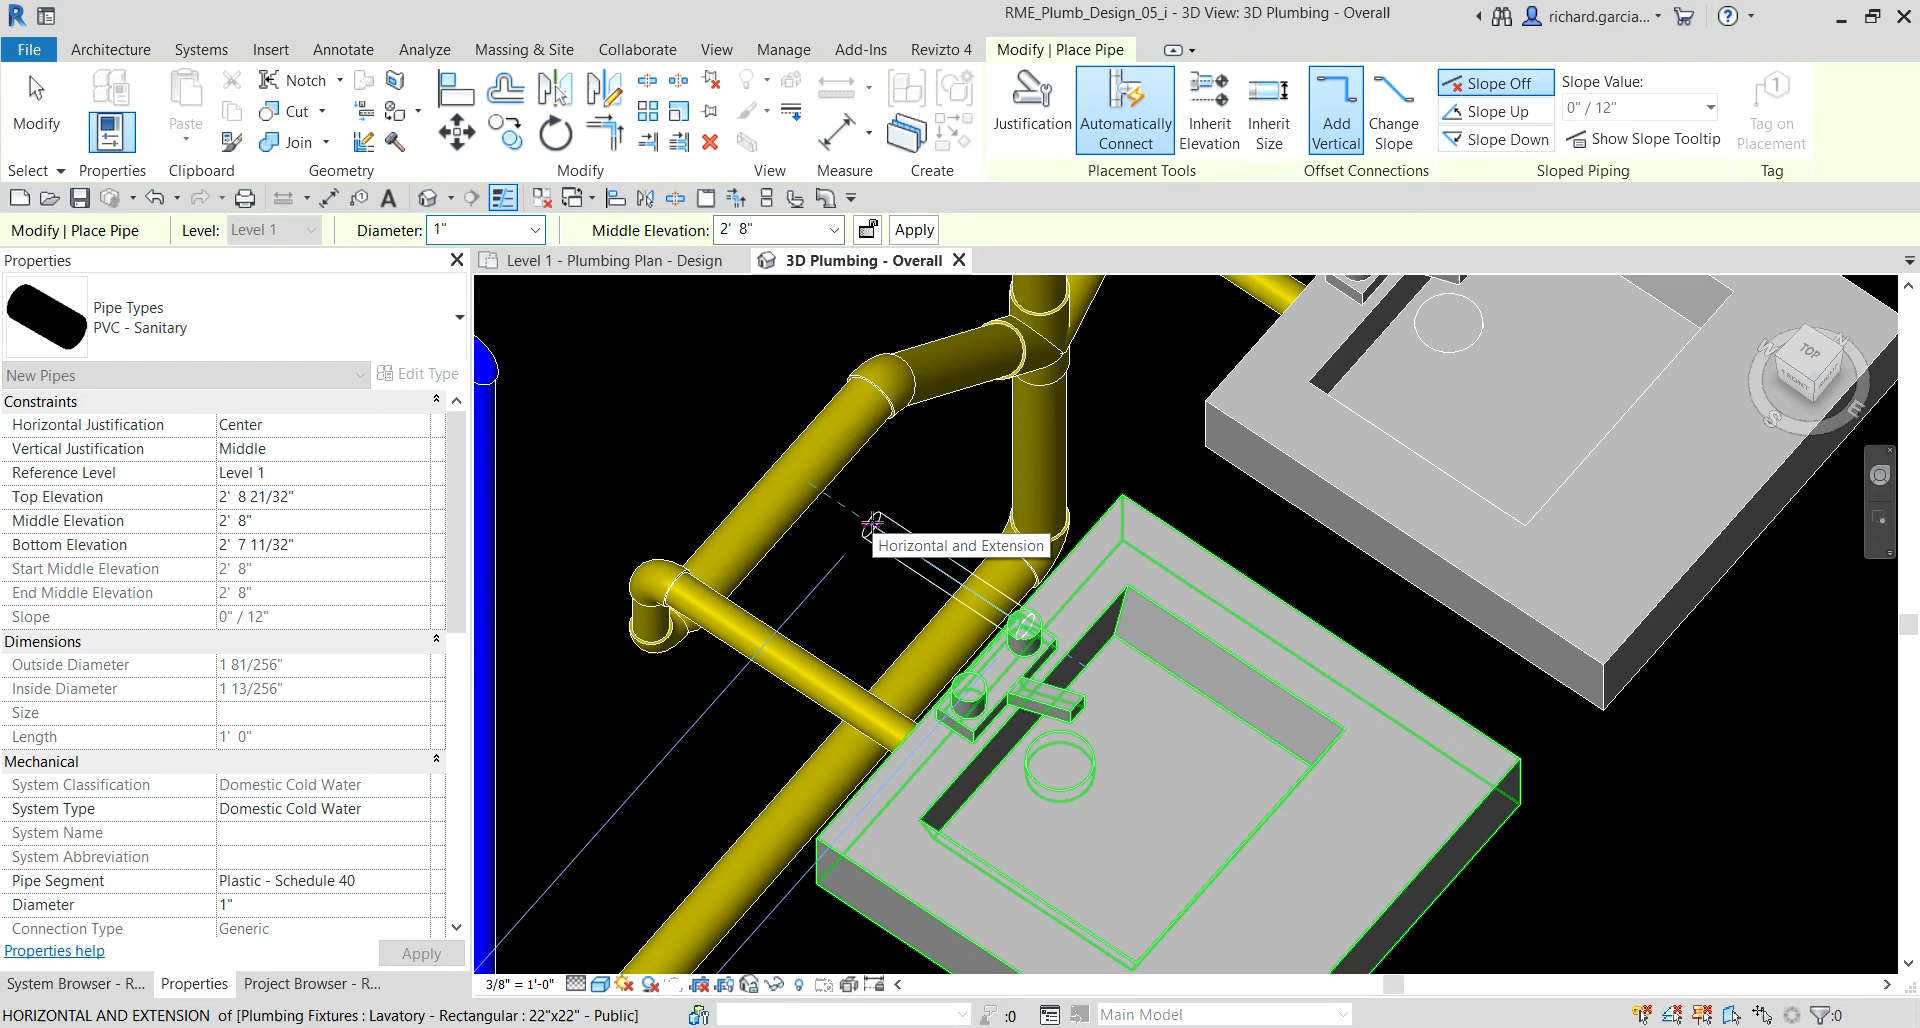 RME_Plumb_Design_05_i - 3D View: 3D Plumbing - Overall
richard.garcia...
File Architecture Systems Insert Annotate Analyze Massing & Site Collaborate View Manage Add-Ins Revizto 4 Modify | Place Pipe
Modify
Paste
Notch
Cut
Join
Justification
Automatically Connect
Inherit Elevation
Inherit Size
Add Vertical
Change Slope
Slope Off
Slope Up
Slope Down
Slope Value:
0" / 12"
Show Slope Tooltip
Tag on Placement
Select Properties Clipboard Geometry Modify View Measure Create Placement Tools Offset Connections Sloped Piping Tag
Modify | Place Pipe Level: Level 1 Diameter: 1" Middle Elevation: 2' 8" Apply
Properties
Level 1 - Plumbing Plan - Design 3D Plumbing - Overall
Pipe Types
PVC - Sanitary
New Pipes Edit Type
Constraints
Horizontal Justification Center
Vertical Justification Middle
Reference Level Level 1
Top Elevation 2' 8 21/32"
Middle Elevation 2' 8"
Bottom Elevation 2' 7 11/32"
Start Middle Elevation 2' 8"
End Middle Elevation 2' 8"
Slope 0" / 12"
Dimensions
Outside Diameter 1 81/256"
Inside Diameter 1 13/256"
Size
Length 1' 0"
Mechanical
System Classification Domestic Cold Water
System Type Domestic Cold Water
System Name
System Abbreviation
Pipe Segment Plastic - Schedule 40
Diameter 1"
Connection Type Generic
Properties help Apply
Horizontal and Extension
TOP
FRONT
W
N
S
E
System Browser - R... Properties Project Browser - R...
3/8" = 1'-0"
HORIZONTAL AND EXTENSION of [Plumbing Fixtures : Lavatory - Rectangular : 22"x22" - Public]
:0
Main Model
:0